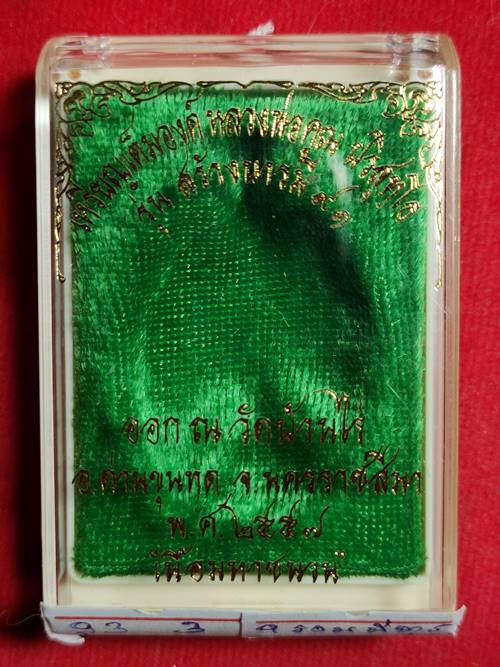 เหรียญเต็มองค์ หลวงพ่อคูณ ปริสุทฺโธ
รุ่น สร้างบารมี ๙๑
ออก ณ วัดบ้านไร่
อ.ด่านขุนทด จ.นครราชสีมา
พ.ศ.๒๕๕๗
เพื่อมหาชนรุ่น
93 3